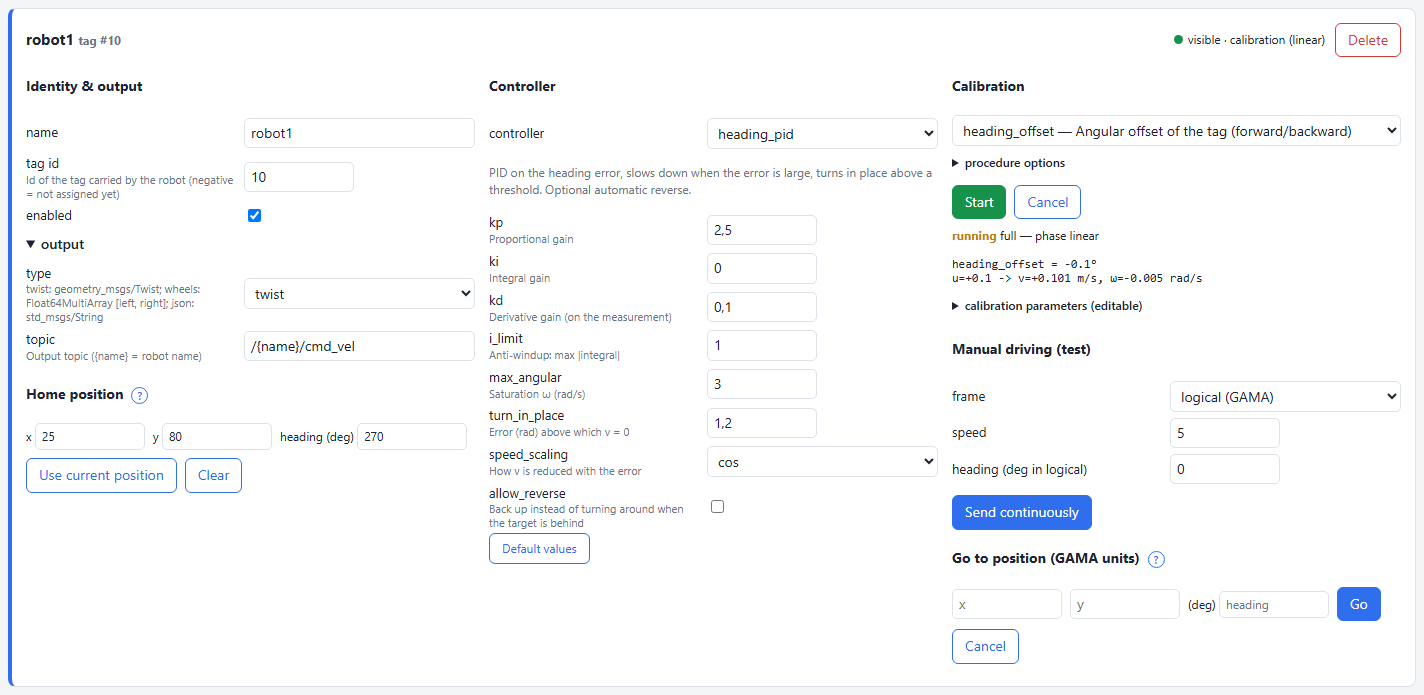 robot1 tag #10
visible · calibration (linear)
Delete
Identity & output
name
robot1
tag id
Id of the tag carried by the robot (negative
= not assigned yet)
10
enabled
▼ output
type
twist: geometry_msgs/Twist; wheels:
Float64MultiArray [left, right]; json:
std_msgs/String
twist
topic
Output topic ({name} = robot name)
/{name}/cmd_vel
Home position ?
x 25 y 80 heading (deg) 270
Use current position Clear
Controller
controller
heading_pid
PID on the heading error, slows down when the error is large, turns in place above a
threshold. Optional automatic reverse.
kp
Proportional gain
2,5
ki
Integral gain
0
kd
Derivative gain (on the measurement)
0,1
i_limit
Anti-windup: max |integral|
1
max_angular
Saturation ω (rad/s)
3
turn_in_place
Error (rad) above which v = 0
1,2
speed_scaling
How v is reduced with the error
cos
allow_reverse
Back up instead of turning around when
the target is behind
Default values
Calibration
heading_offset — Angular offset of the tag (forward/backward)
▶ procedure options
Start Cancel
running full — phase linear
heading_offset = -0.1°
u=+0.1 -> v=+0.101 m/s, ω=-0.005 rad/s
▶ calibration parameters (editable)
Manual driving (test)
frame
logical (GAMA)
speed
5
heading (deg in logical)
0
Send continuously
Go to position (GAMA units) ?
x y (deg) heading Go
Cancel